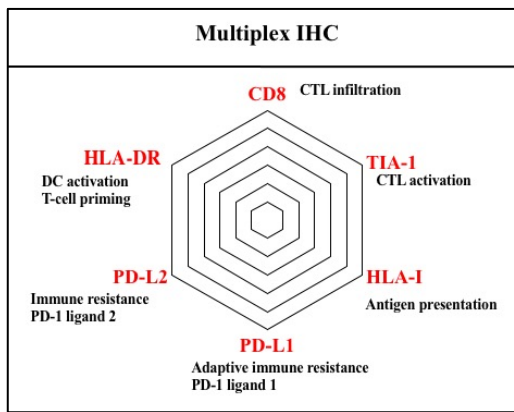 Multiplex IHC
CD8
CTL infiltration
HLA-DR
TIA-1
DC activation
T-cell priming
CTL activation
PD-L2
HLA-I
Immune resistance
PD-1 ligand 2
Antigen presentation
PD-L1
Adaptive immune resistance
PD-1 ligand 1